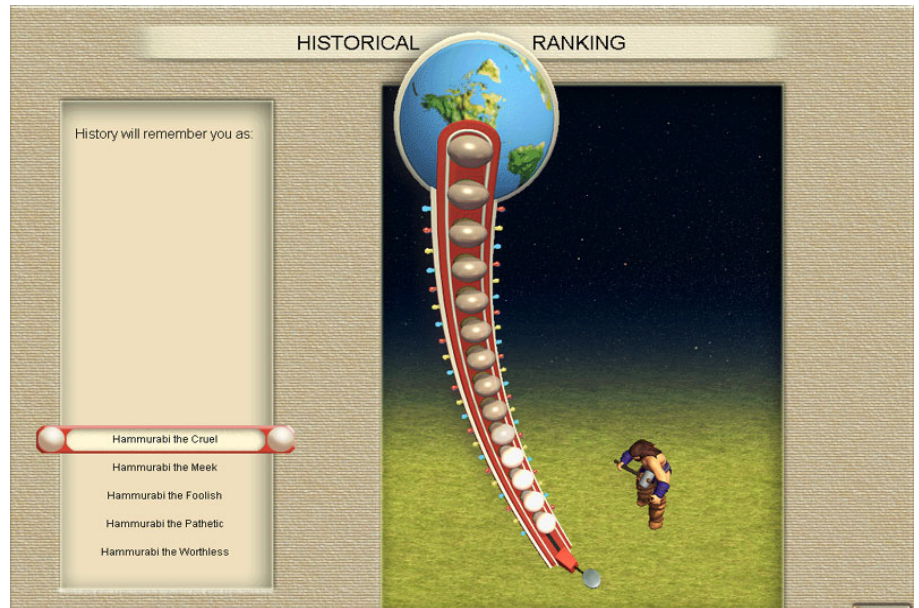 HISTORICAL RANKING
History will remember you as:
Hammurabi the Cruel
Hammurabi the Meek
Hammurabi the Foolish
Hammurabi the Pathetic
Hammurabi the Worthless